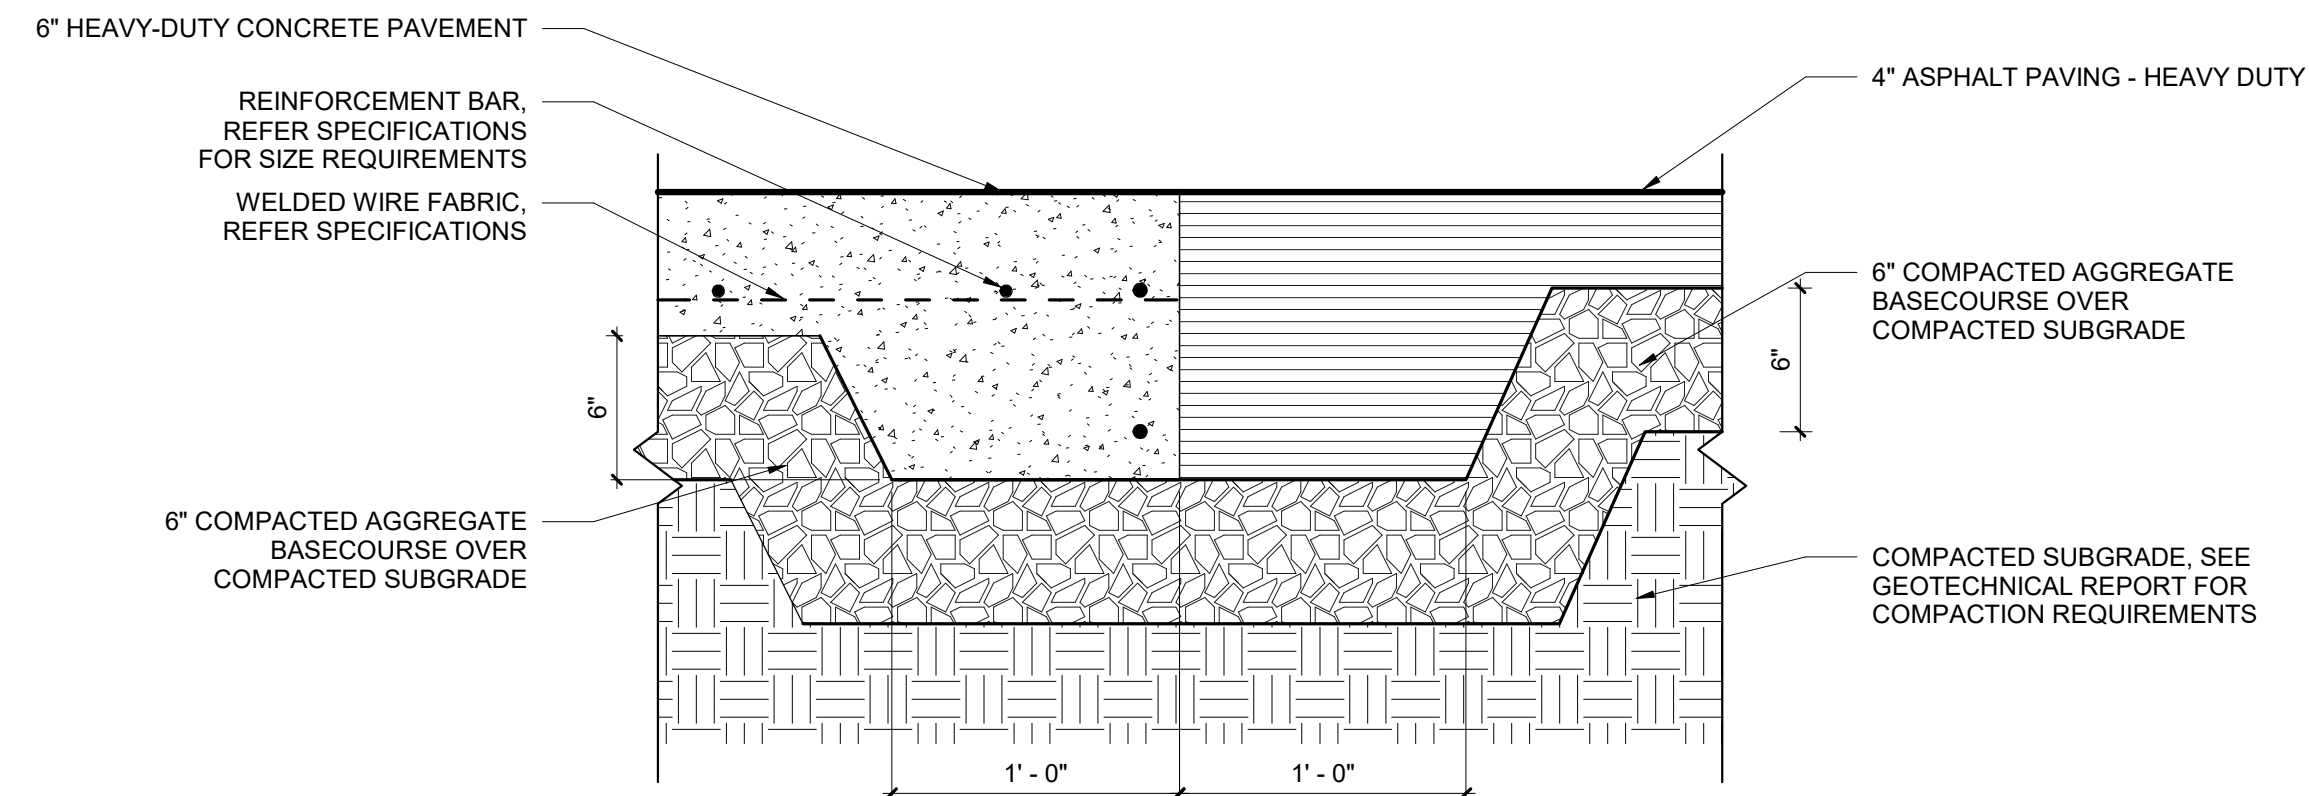 6" HEAVY-DUTY CONCRETE PAVEMENT
REINFORCEMENT BAR,
REFER SPECIFICATIONS
FOR SIZE REQUIREMENTS
WELDED WIRE FABRIC,
REFER SPECIFICATIONS
6"
6" COMPACTED AGGREGATE
BASECOURSE OVER
COMPACTED SUBGRADE
4" ASPHALT PAVING - HEAVY DUTY
6" COMPACTED AGGREGATE
BASECOURSE OVER
COMPACTED SUBGRADE
6"
COMPACTED SUBGRADE, SEE
GEOTECHNICAL REPORT FOR
COMPACTION REQUIREMENTS
1' - 0"
1' - 0"